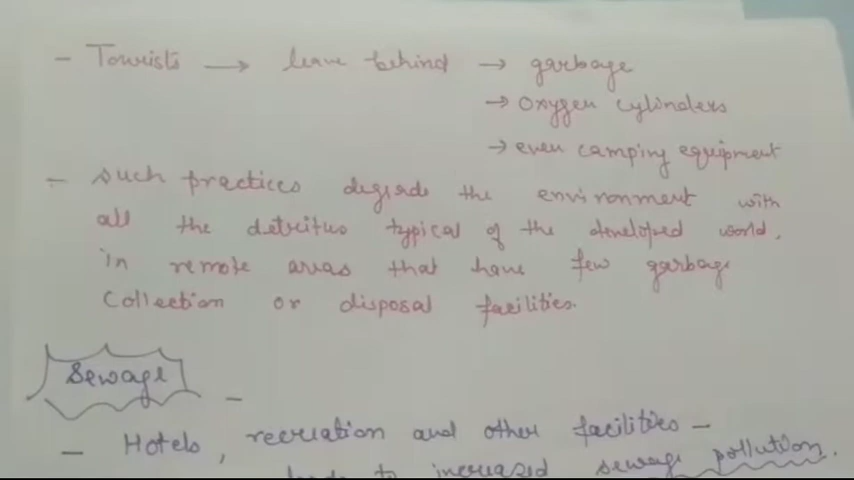 - Tourists → leave behind → garbage
→ oxygen cylinders
→ even camping equipment
- such practices degrade the environment with
all the detritus typical of the developed world,
in remote areas that have few garbage
collection or disposal facilities.
Sewage -
- Hotels, recreation and other facilities -
leads to increased sewage pollution.